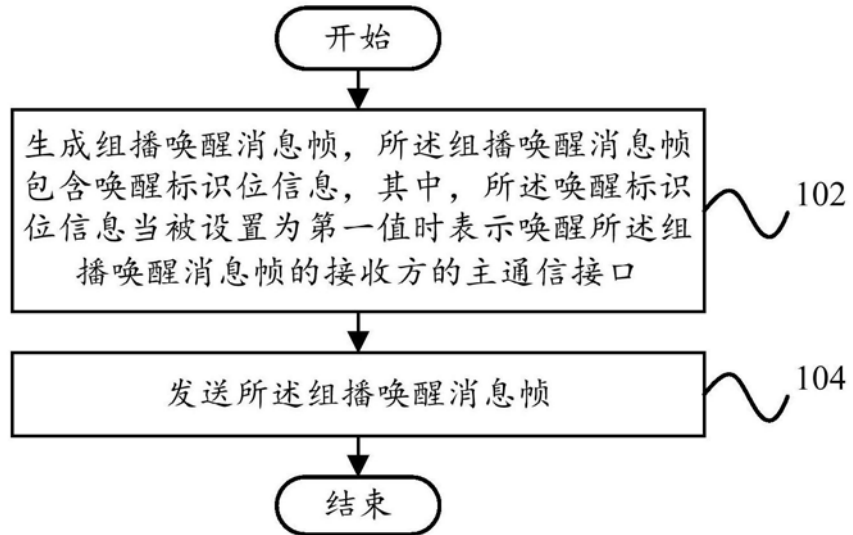 开始
生成组播唤醒消息帧，所述组播唤醒消息帧
包含唤醒标识位信息，其中，所述唤醒标识
位信息当被设置为第一值时表示唤醒所述组
播唤醒消息帧的接收方的主通信接口
102
发送所述组播唤醒消息帧
104
结束